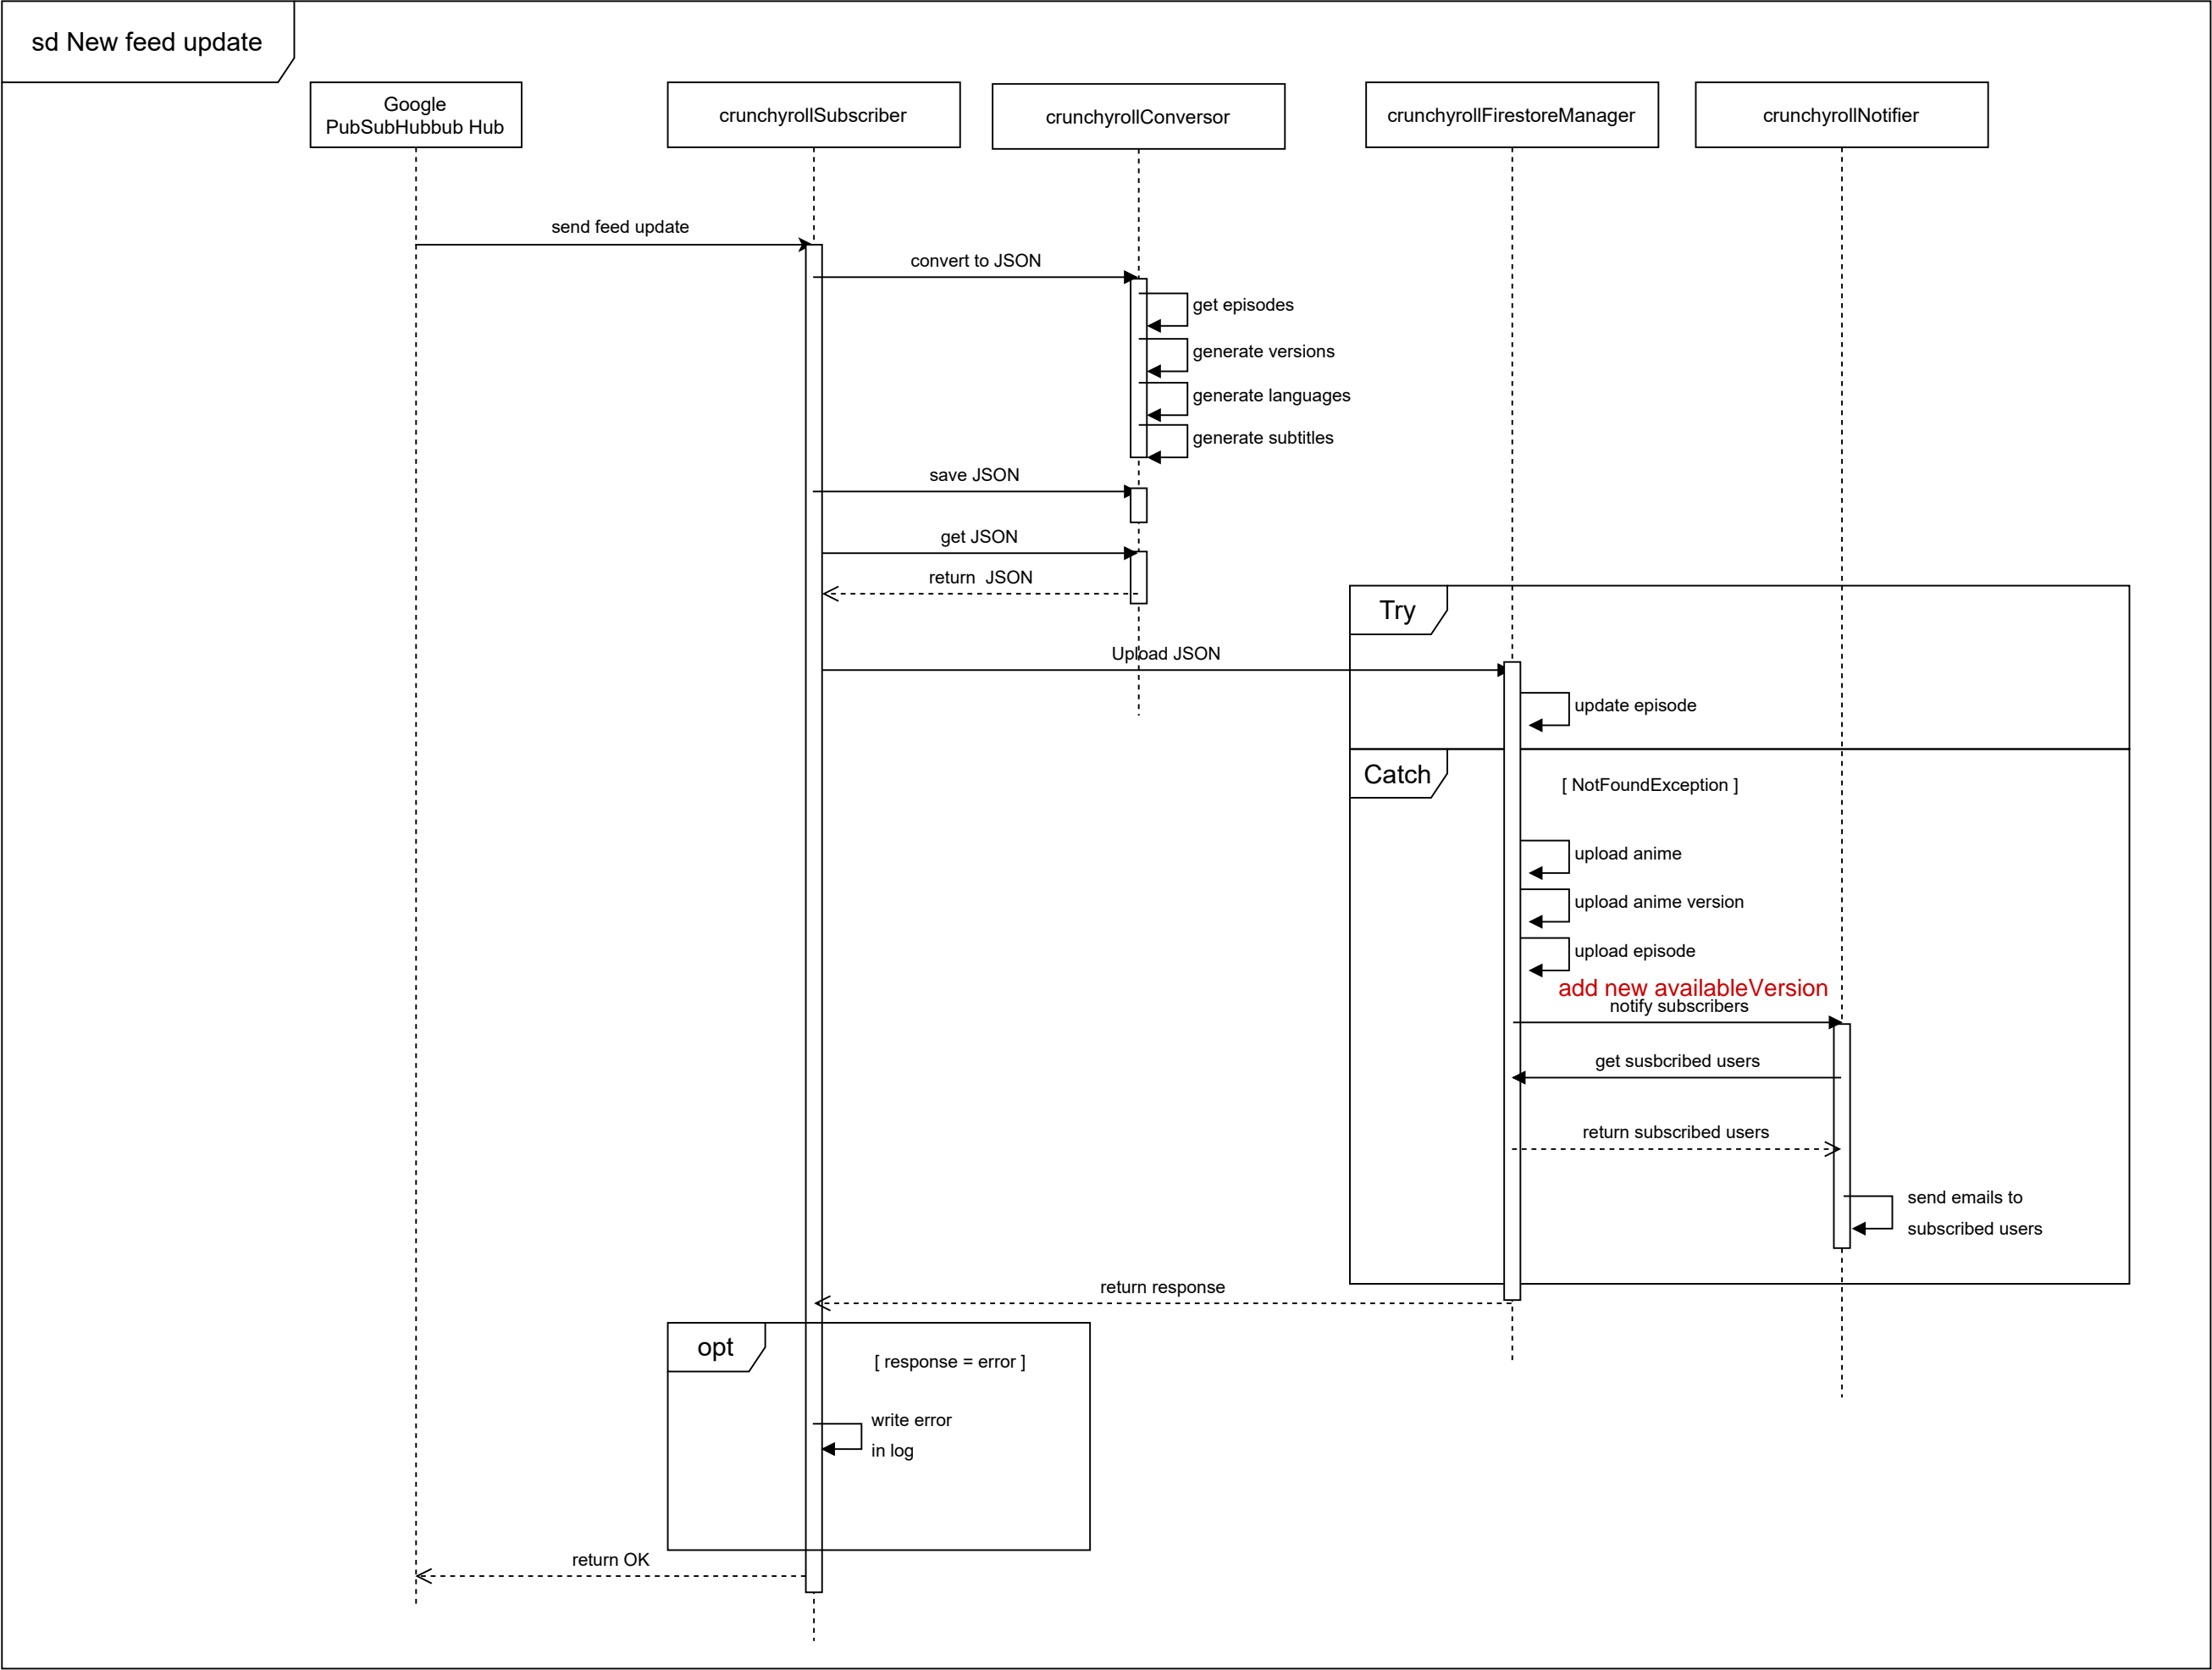 sd New feed update
Google
PubSubHubbub Hub
crunchyrollSubscriber
crunchyrollConversor
crunchyrollFirestoreManager
crunchyrollNotifier
send feed update
convert to JSON
get episodes
generate versions
generate languages
generate subtitles
save JSON
get JSON
return  JSON
Try
Upload JSON
update episode
Catch
[ NotFoundException ]
upload anime
upload anime version
upload episode
add new availableVersion
notify subscribers
get susbcribed users
return subscribed users
send emails to
subscribed users
return response
opt
[ response = error ]
write error
in log
return OK